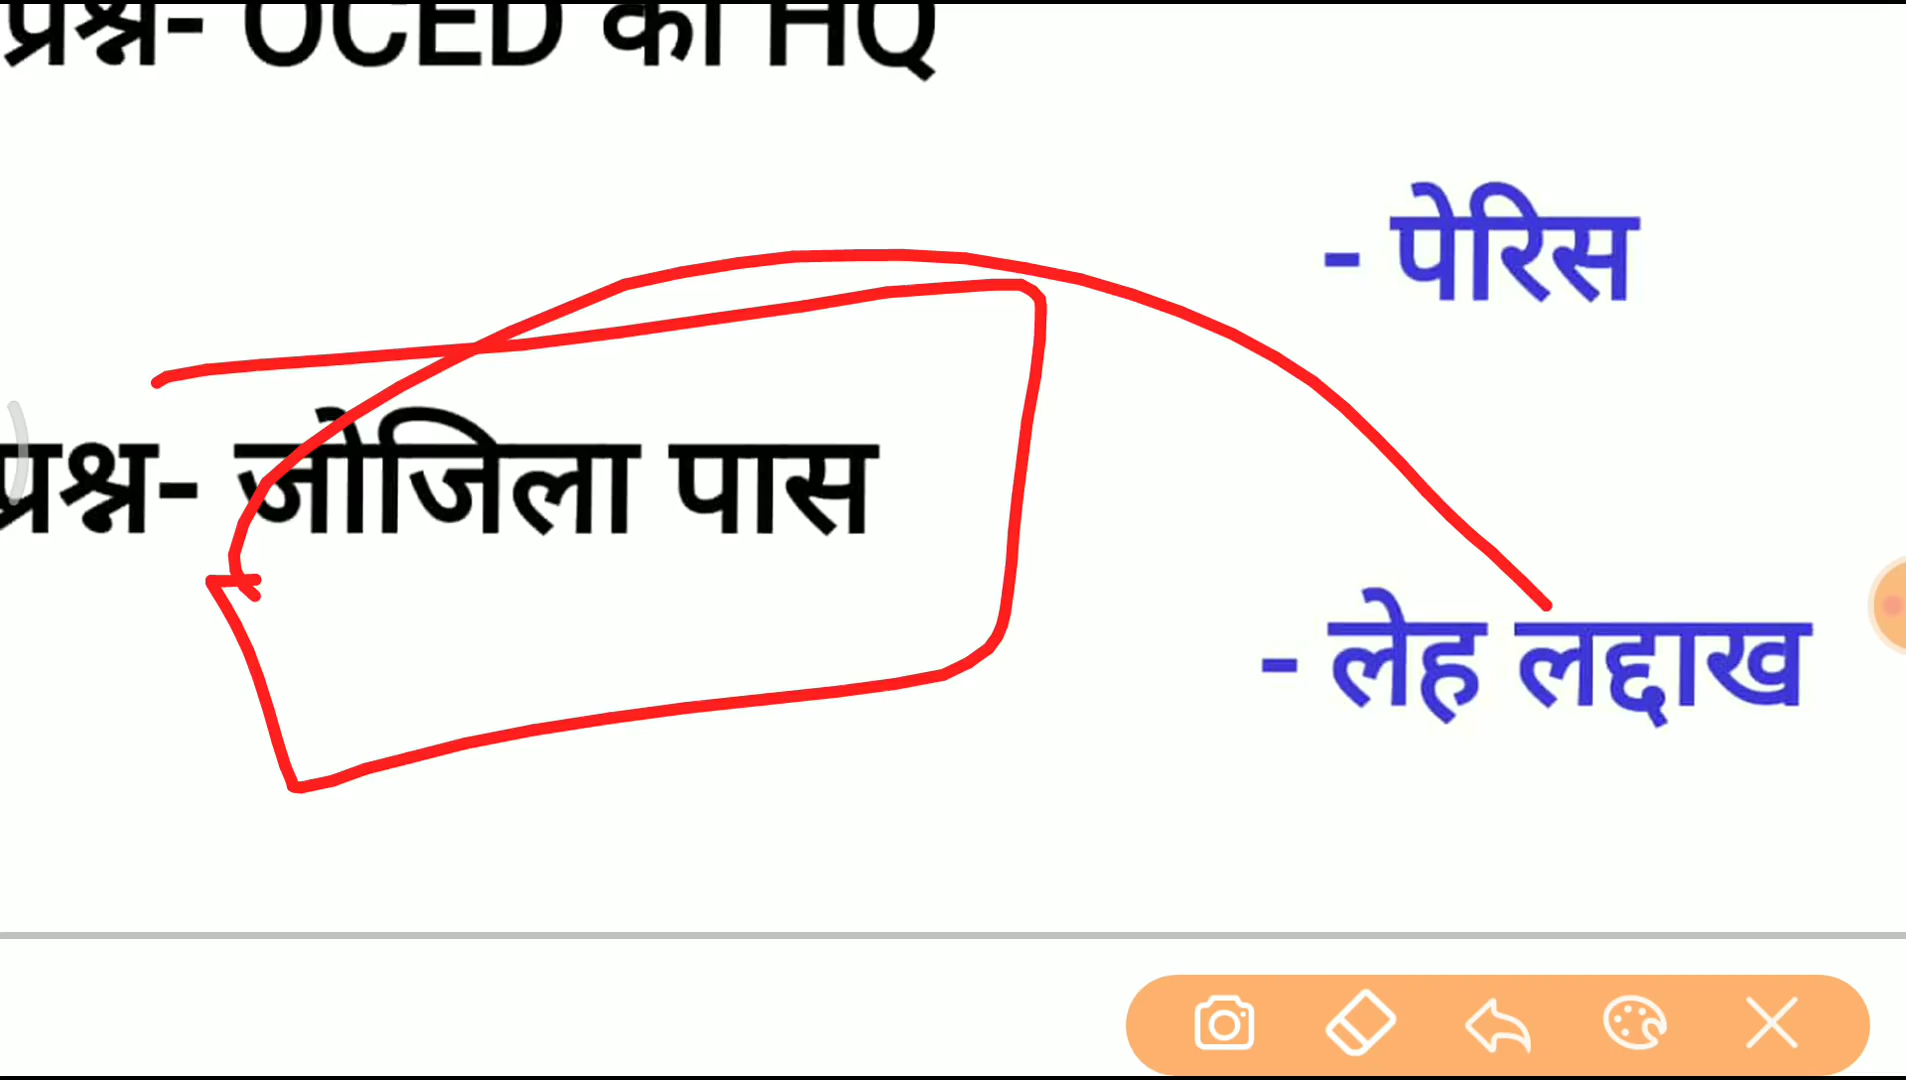 प्रश्न- OCED का HQ
- पेरिस
प्रश्न- जोजिला पास
- लेह लद्दाख